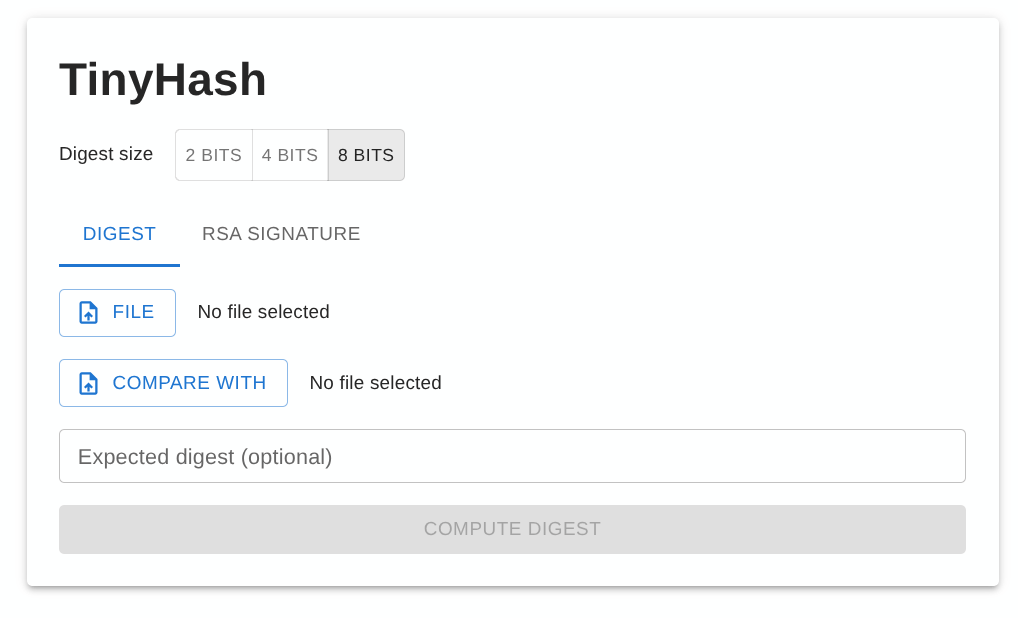 TinyHash
Digest size 2 BITS 4 BITS 8 BITS
DIGEST RSA SIGNATURE
FILE No file selected
COMPARE WITH No file selected
Expected digest (optional)
COMPUTE DIGEST